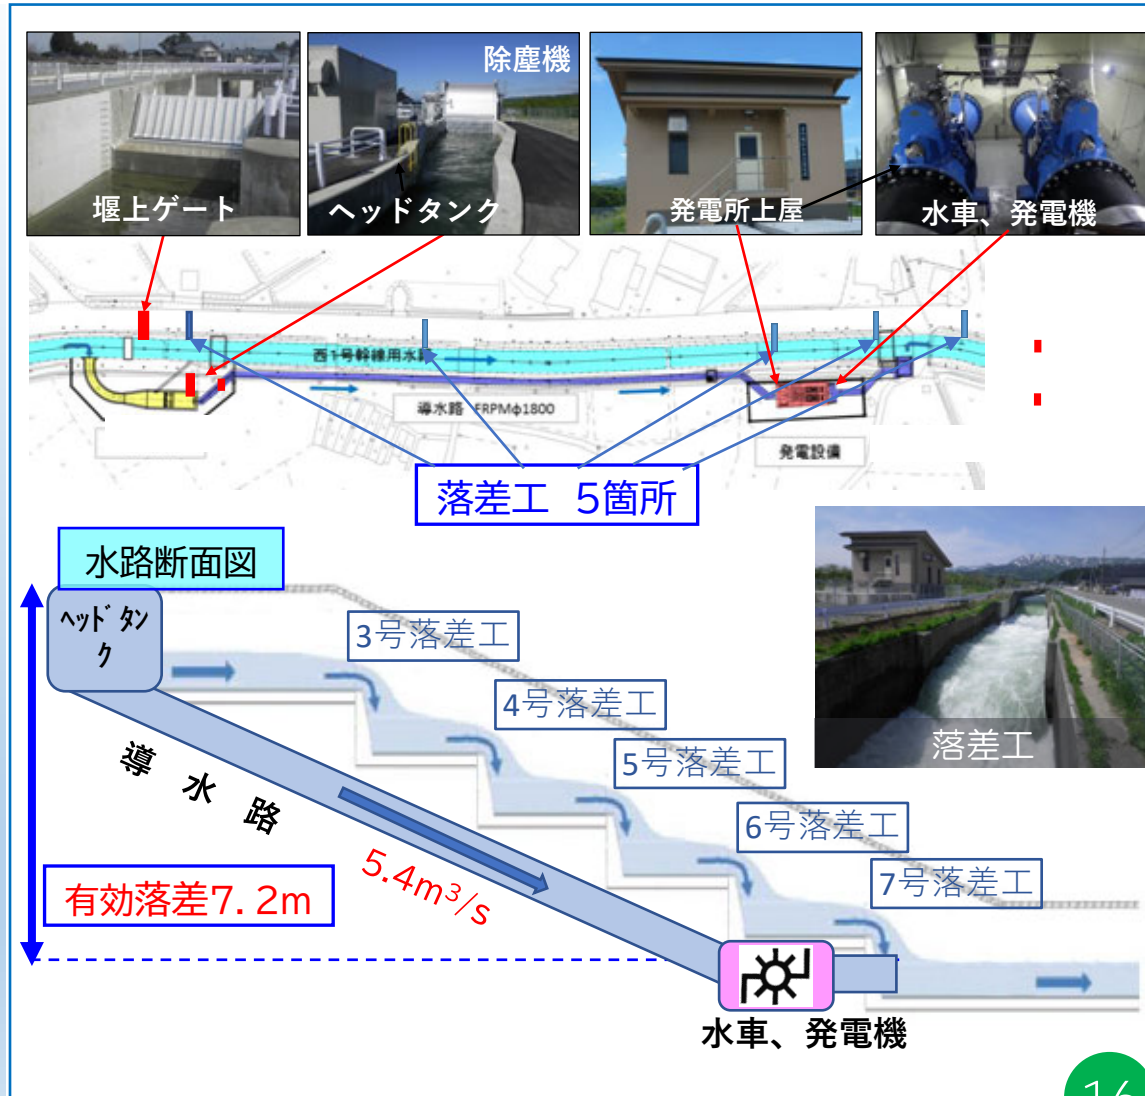 除塵機
堰上ゲート
ヘッドタンク
発電所上屋
水車、発電機
西1号幹線用水路
導水路 FRPMφ1800
発電設備
落差工 5箇所
水路断面図
ﾍｯﾄﾞﾀﾝ
ｸ
3号落差工
4号落差工
5号落差工
6号落差工
7号落差工
落差工
導水路
5.4m³/s
有効落差7.2m
水車、発電機
16